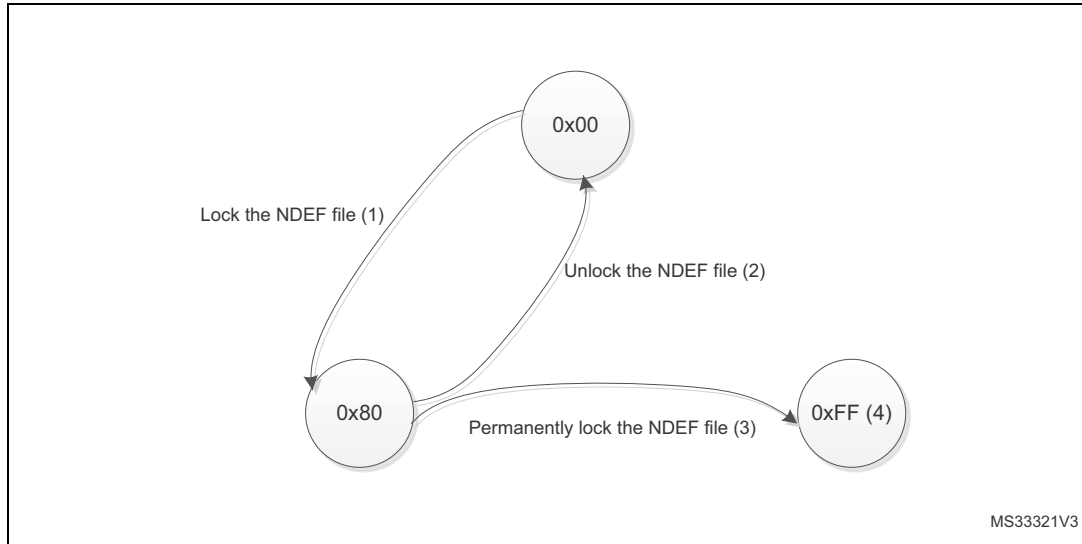 0x00
Lock the NDEF file (1)
Unlock the NDEF file (2)
0x80
0xFF (4)
Permanently lock the NDEF file (3)
MS33321V3